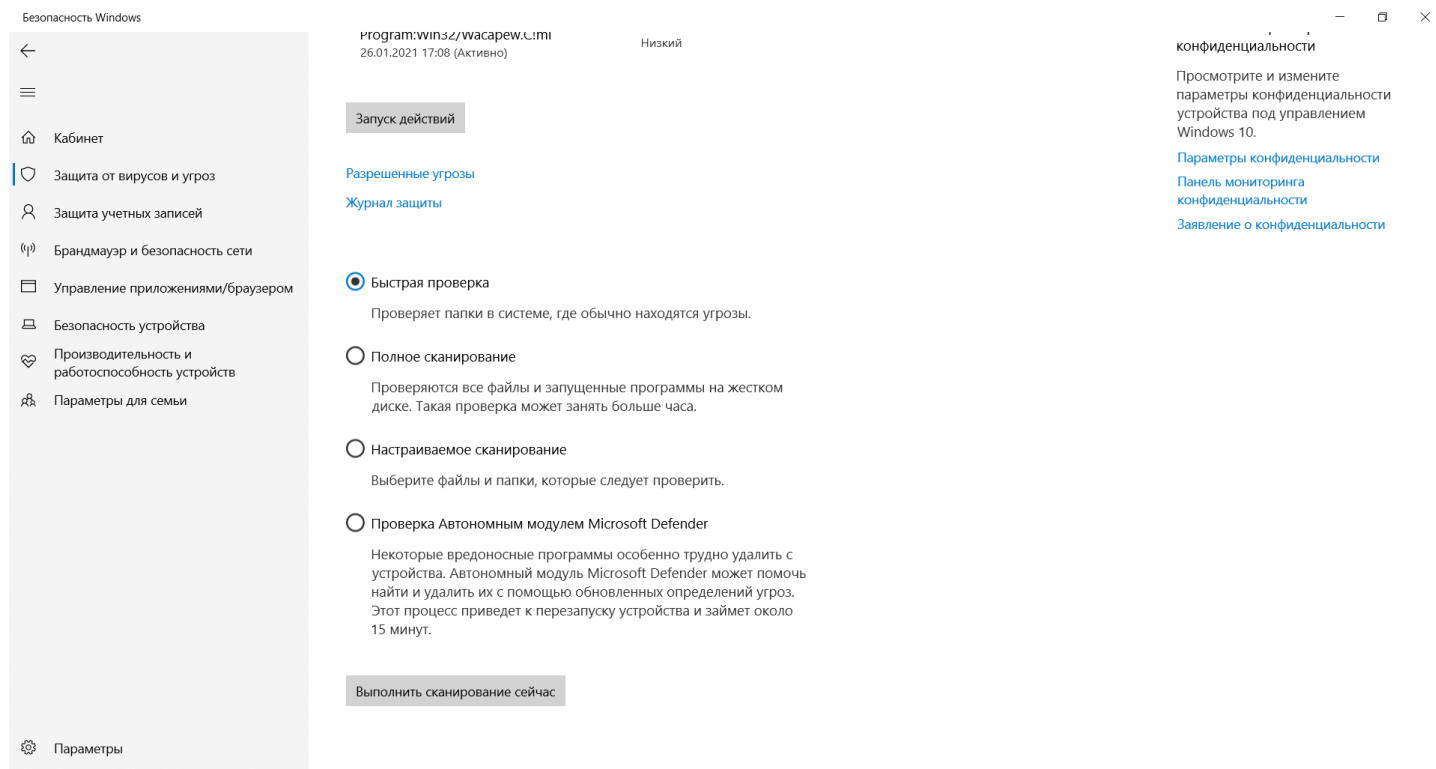 Безопасность Windows
Кабинет
Защита от вирусов и угроз
Защита учетных записей
Брандмауэр и безопасность сети
Управление приложениями/браузером
Безопасность устройства
Производительность и
работоспособность устройств
Параметры для семьи
Параметры
Program:Win32/Wacapew.C!ml
26.01.2021 17:08 (Активно)
Низкий
Запуск действий
Разрешенные угрозы
Журнал защиты
Быстрая проверка
Проверяет папки в системе, где обычно находятся угрозы.
Полное сканирование
Проверяются все файлы и запущенные программы на жестком
диске. Такая проверка может занять больше часа.
Настраиваемое сканирование
Выберите файлы и папки, которые следует проверить.
Проверка Автономным модулем Microsoft Defender
Некоторые вредоносные программы особенно трудно удалить с
устройства. Автономный модуль Microsoft Defender может помочь
найти и удалить их с помощью обновленных определений угроз.
Этот процесс приведет к перезапуску устройства и займет около
15 минут.
Выполнить сканирование сейчас
конфиденциальности
Просмотрите и измените
параметры конфиденциальности
устройства под управлением
Windows 10.
Параметры конфиденциальности
Панель мониторинга
конфиденциальности
Заявление о конфиденциальности